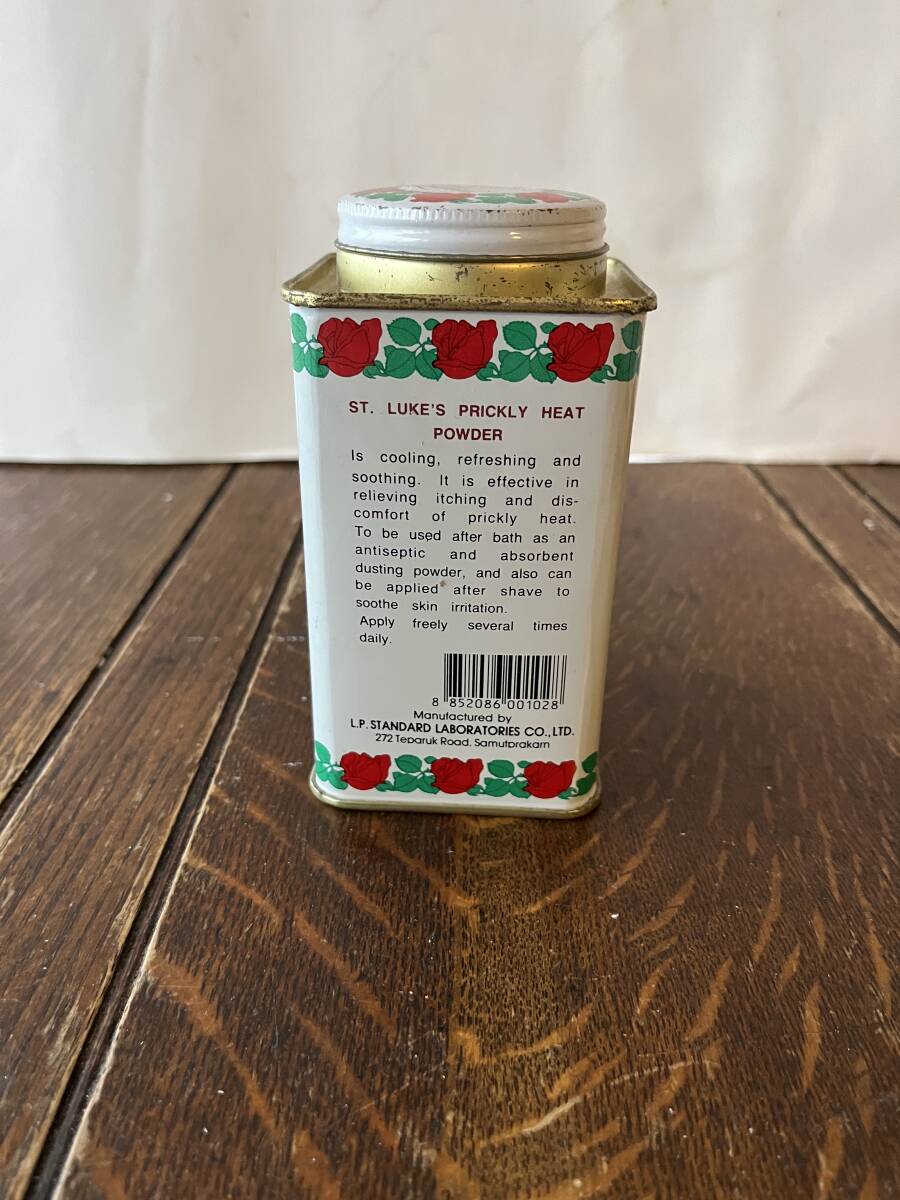 ST. LUKE'S PRICKLY HEAT
POWDER
Is cooling, refreshing and
soothing. It is effective in
relieving itching and dis-
comfort of prickly heat.
To be used after bath as an
antiseptic and absorbent
dusting powder, and also can
be applied after shave to
soothe skin irritation.
Apply freely several times
daily.
8 852086 001028
Manufactured by
L.P. STANDARD LABORATORIES CO., LTD.
272 Teparuk Road, Samutprakarn